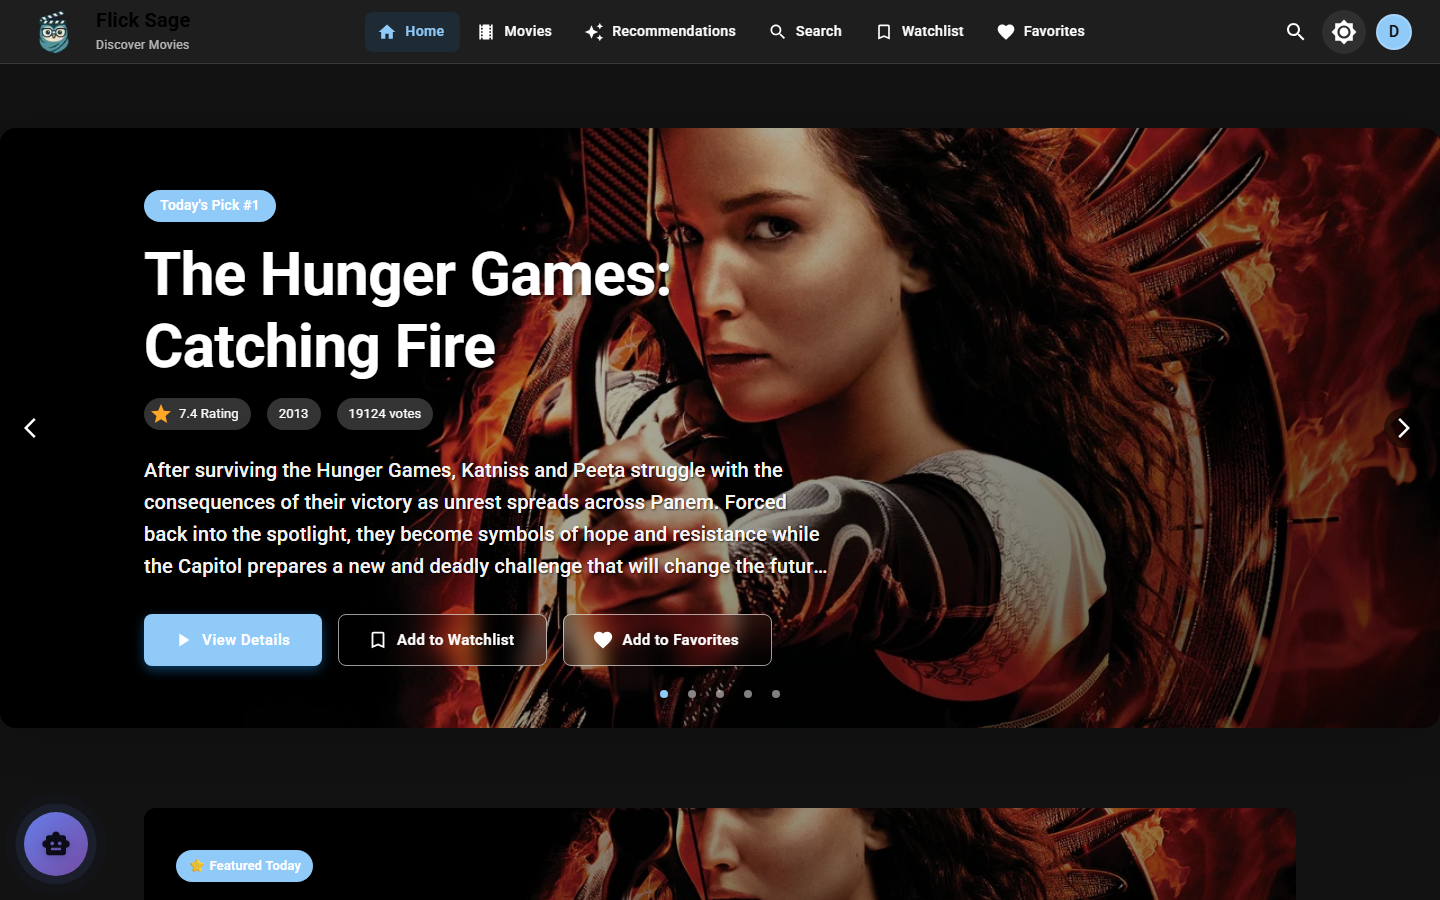 Flick Sage
Discover Movies
Home
Movies
Recommendations
Search
Watchlist
Favorites
D
Today's Pick #1
The Hunger Games:
Catching Fire
7.4 Rating
2013
19124 votes
After surviving the Hunger Games, Katniss and Peeta struggle with the
consequences of their victory as unrest spreads across Panem. Forced
back into the spotlight, they become symbols of hope and resistance while
the Capitol prepares a new and deadly challenge that will change the futur...
View Details
Add to Watchlist
Add to Favorites
Featured Today